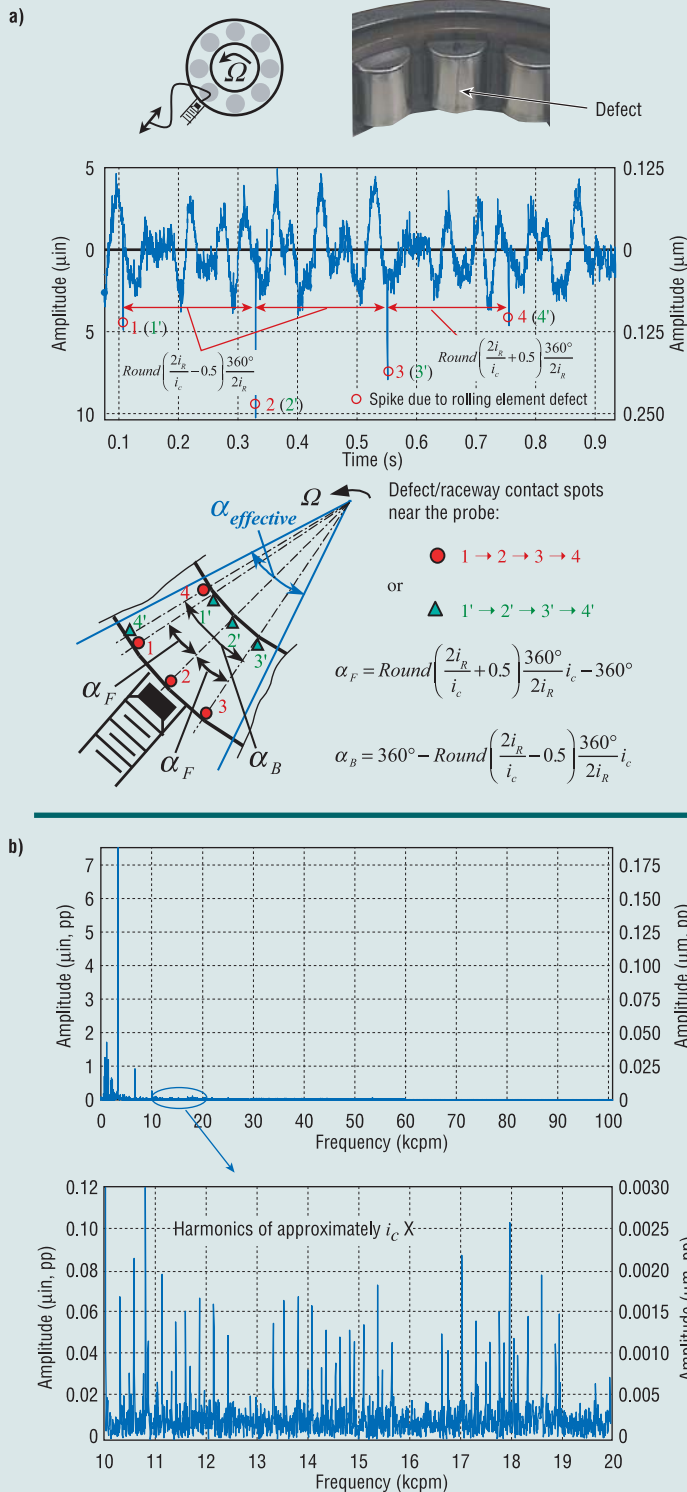 a)
Ω
Defect
5
0
5
10
Amplitude (µin)
0.125
0
0.125
0.250
Amplitude (µm)
1 (1')
2 (2')
3 (3')
4 (4')
Round(2i_R/i_c −0.5)360°/2i_R
Round(2i_R/i_c +0.5)360°/2i_R
Spike due to rolling element defect
0.1 0.2 0.3 0.4 0.5 0.6 0.7 0.8 0.9
Time (s)
Ω
α_effective
Defect/raceway contact spots
near the probe:
1 → 2 → 3 → 4
or
1' → 2' → 3' → 4'
4
4'
1'
1
2'
2
3'
3
α_F
α_F
α_B
α_F = Round(2i_R/i_c +0.5)360°/2i_R i_c −360°
α_B = 360° − Round(2i_R/i_c −0.5)360°/2i_R i_c
b)
7
6
5
4
3
2
1
0
Amplitude (µin, pp)
0.175
0.150
0.125
0.100
0.075
0.050
0.025
0
Amplitude (µm, pp)
0 10 20 30 40 50 60 70 80 90 100
Frequency (kcpm)
0.12
0.10
0.08
0.06
0.04
0.02
0
Amplitude (µin, pp)
Harmonics of approximately i_c X
0.0030
0.0025
0.0020
0.0015
0.0010
0.0005
0
Amplitude (µm, pp)
10 11 12 13 14 15 16 17 18 19 20
Frequency (kcpm)